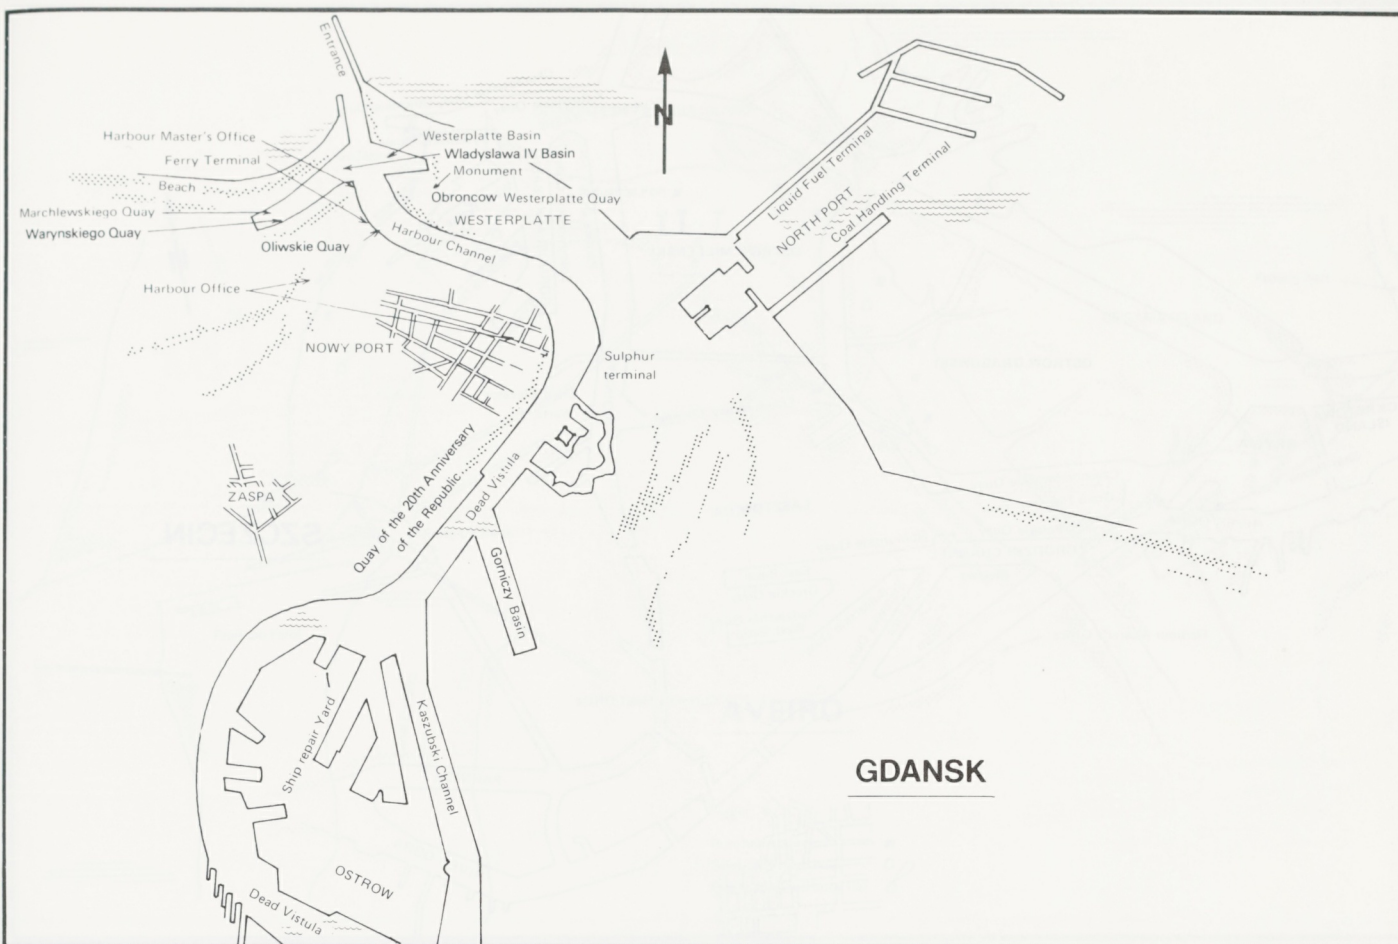 Entrance
N
Harbour Master's Office
Westerplatte Basin
Wladyslawa IV Basin
Ferry Terminal
Monument
Beach
Obroncow Westerplatte Quay
Marchlewskiego Quay
WESTERPLATTE
Warynskiego Quay
Oliwskie Quay
Harbour Channel
Liquid Fuel Terminal
NORTH PORT
Coal Handling Terminal
Harbour Office
NOWY PORT
Sulphur
terminal
ZASPA
Quay of the 20th Anniversary
of the Republic
Dead Vistula
Gorniczy Basin
Ship repair Yard
Kaszubski Channel
GDANSK
OSTROW
Dead Vistula
SZCZECIN